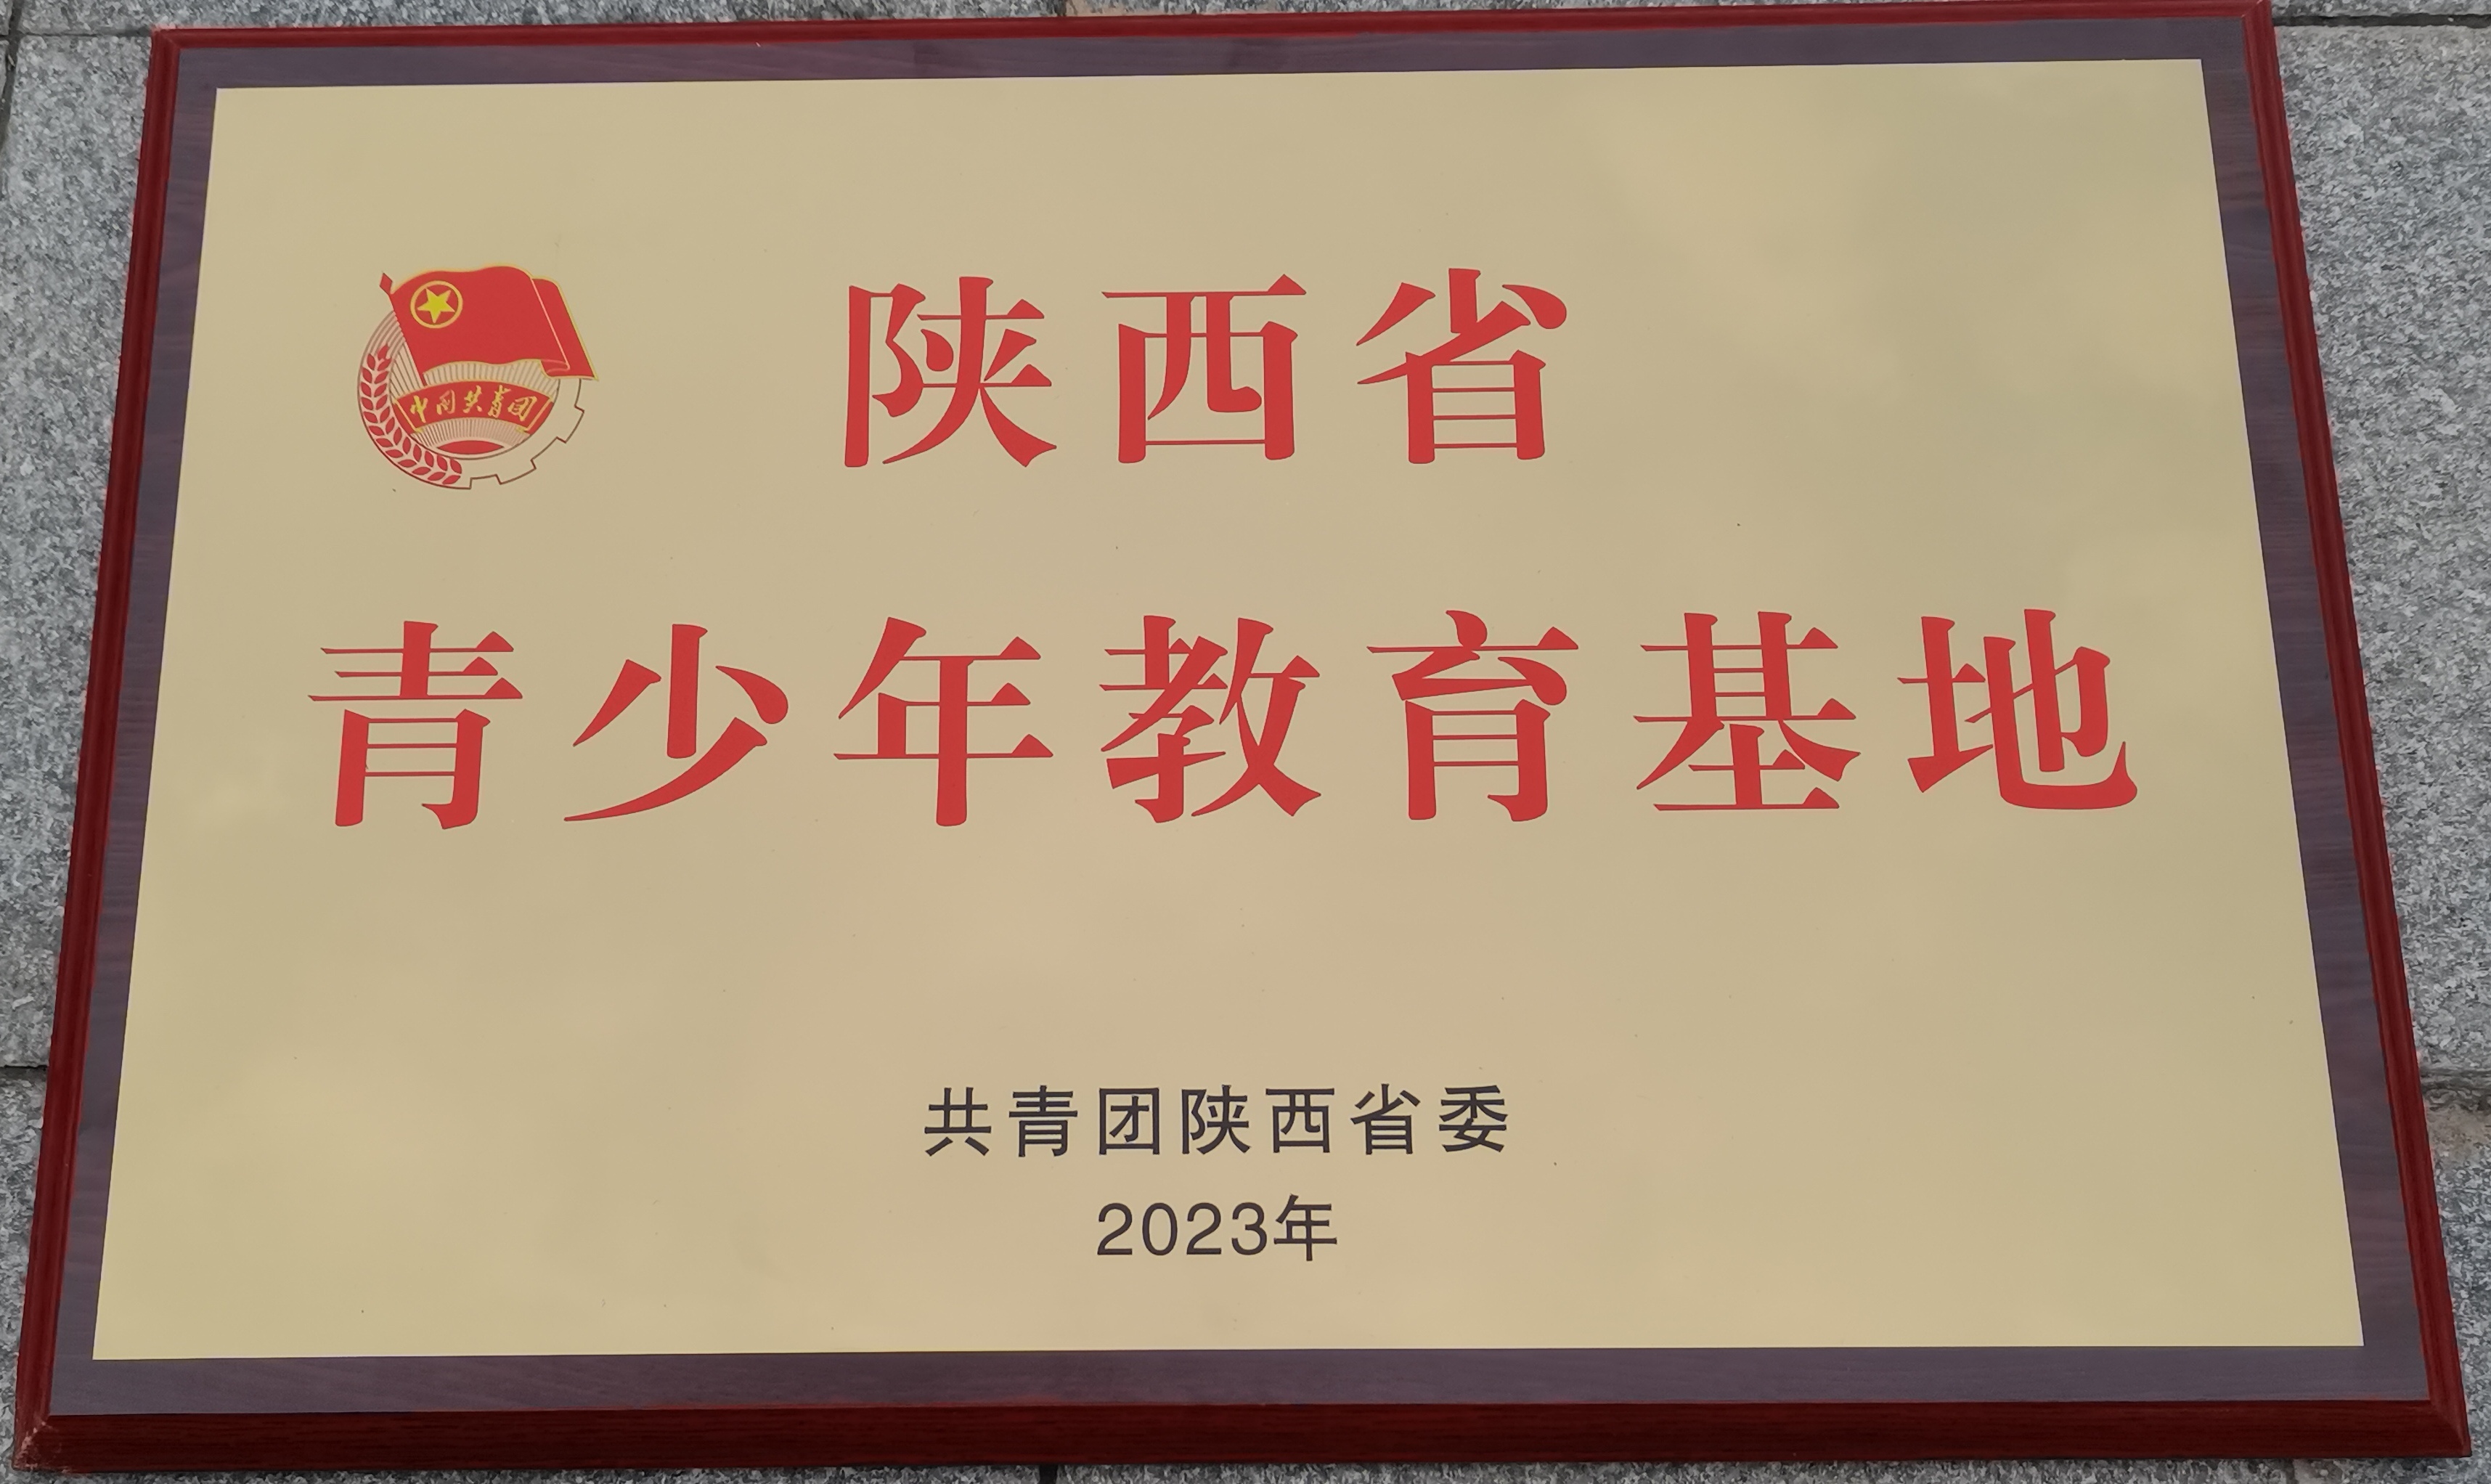 中国共青团
陕西省
青少年教育基地
共青团陕西省委
2023年